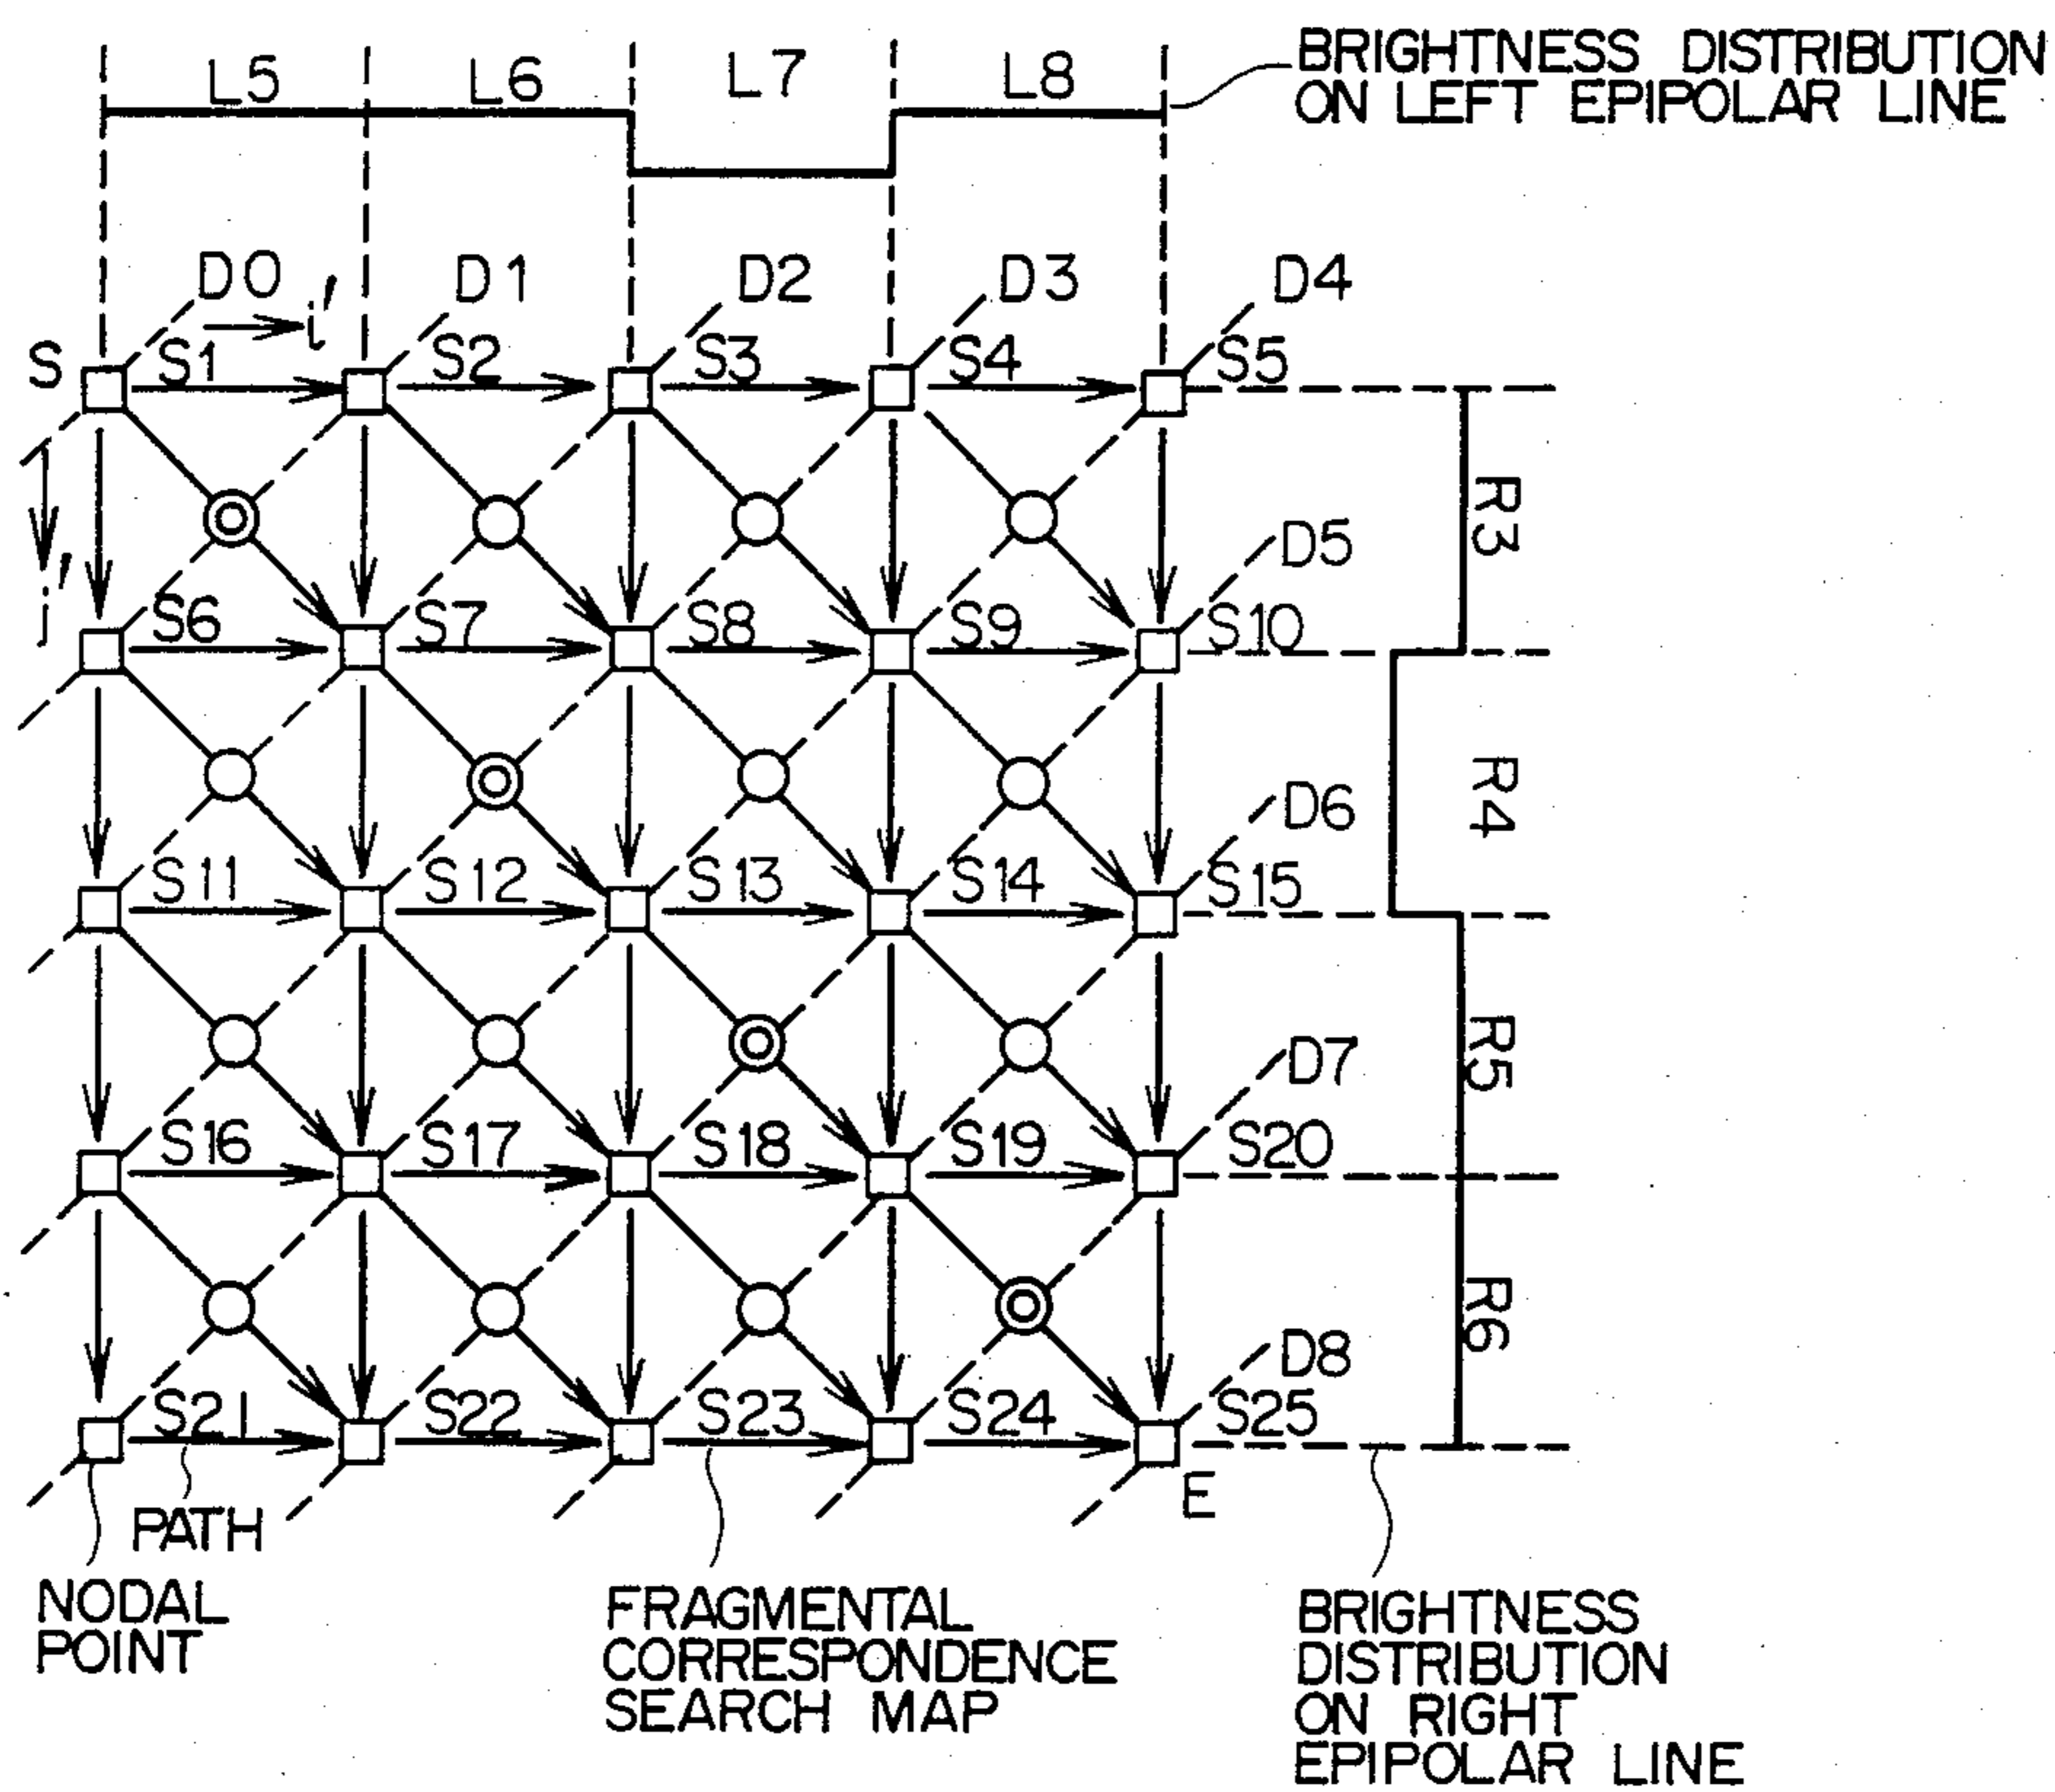 L5 L6 L7 L8
BRIGHTNESS DISTRIBUTION
ON LEFT EPIPOLAR LINE
D0 D1 D2 D3 D4
i'
S S1 S2 S3 S4 S5
R3
j'
D5
S6 S7 S8 S9 S10
R4
D6
S11 S12 S13 S14 S15
R5
D7
S16 S17 S18 S19 S20
R6
D8
S21 S22 S23 S24 S25
E
PATH
NODAL
POINT
FRAGMENTAL
CORRESPONDENCE
SEARCH MAP
BRIGHTNESS
DISTRIBUTION
ON RIGHT
EPIPOLAR LINE